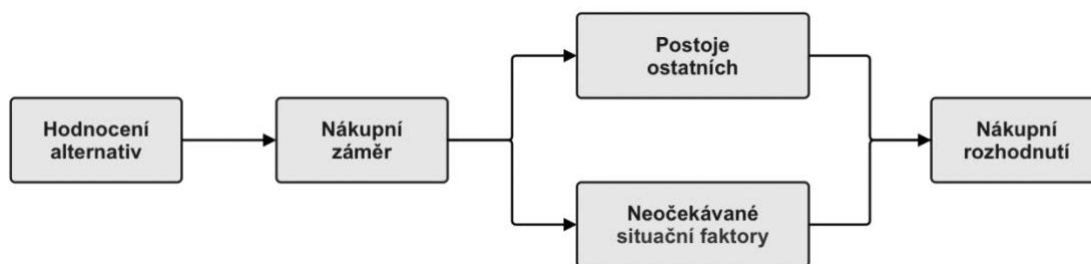 Hodnocení
alternativ
Nákupní
záměr
Postoje
ostatních
Neočekávané
situační faktory
Nákupní
rozhodnutí